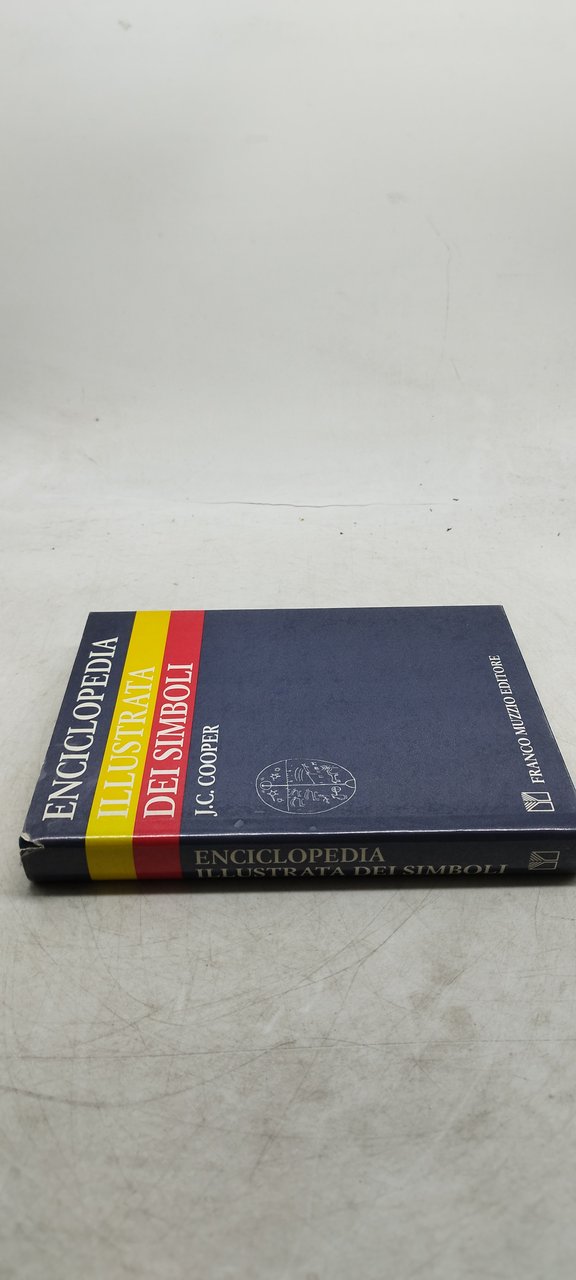 ENCICLOPEDIA
ILLUSTRATA
DEI SIMBOLI
J.C. COOPER
FRANCO MUZZIO EDITORE
ENCICLOPEDIA
ILLUSTRATA DEI SIMBOLI